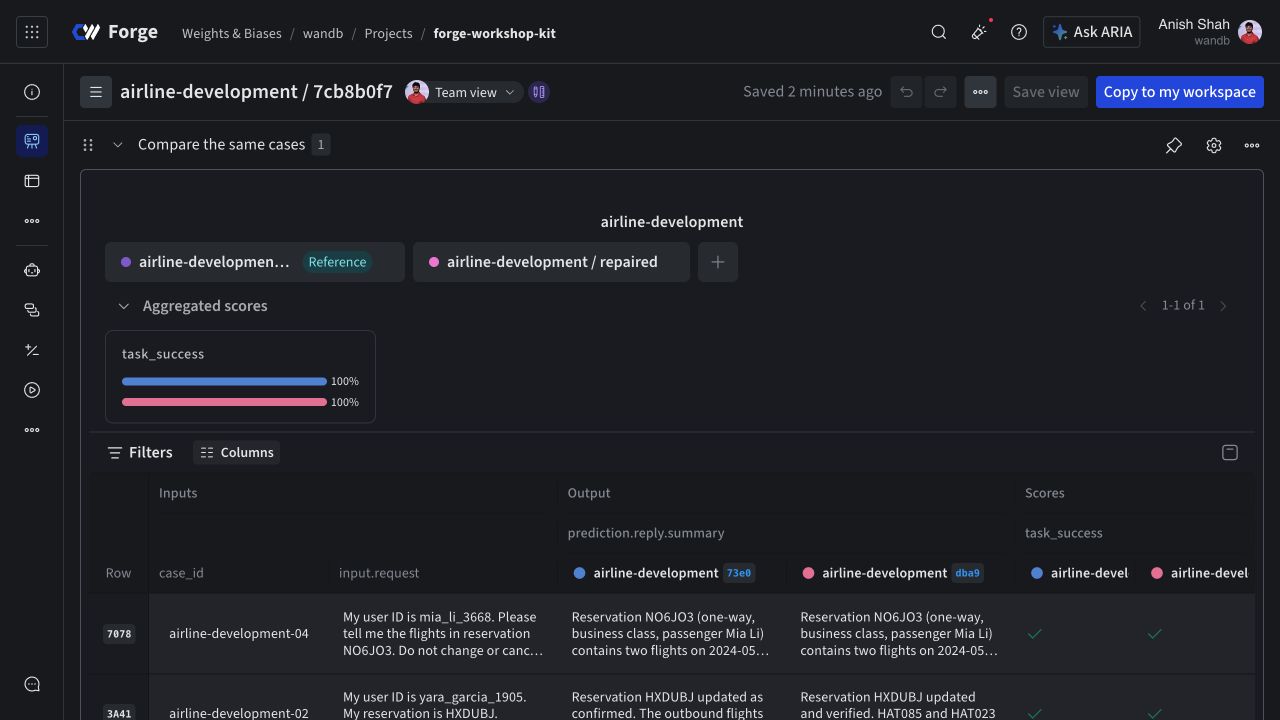 Forge
Weights & Biases / wandb / Projects / forge-workshop-kit
Ask ARIA
Anish Shah
wandb
airline-development / 7cb8b0f7
Team view
Saved 2 minutes ago
Save view
Copy to my workspace
Compare the same cases 1
airline-development
airline-developmen… Reference
airline-development / repaired
Aggregated scores
1-1 of 1
task_success
100%
100%
Filters
Columns
Inputs
Output
Scores
prediction.reply.summary
task_success
Row
case_id
input.request
airline-development 73e0
airline-development dba9
airline-devel
airline-devel
7078
airline-development-04
My user ID is mia_li_3668. Please
tell me the flights in reservation
NO6JO3. Do not change or canc…
Reservation NO6JO3 (one-way,
business class, passenger Mia Li)
contains two flights on 2024-05…
Reservation NO6JO3 (one-way,
business class, passenger Mia Li)
contains two flights on 2024-05…
3A41
airline-development-02
My user ID is yara_garcia_1905.
My reservation is HXDUBJ.
Reservation HXDUBJ updated as
confirmed. The outbound flights
Reservation HXDUBJ updated
and verified. HAT085 and HAT023